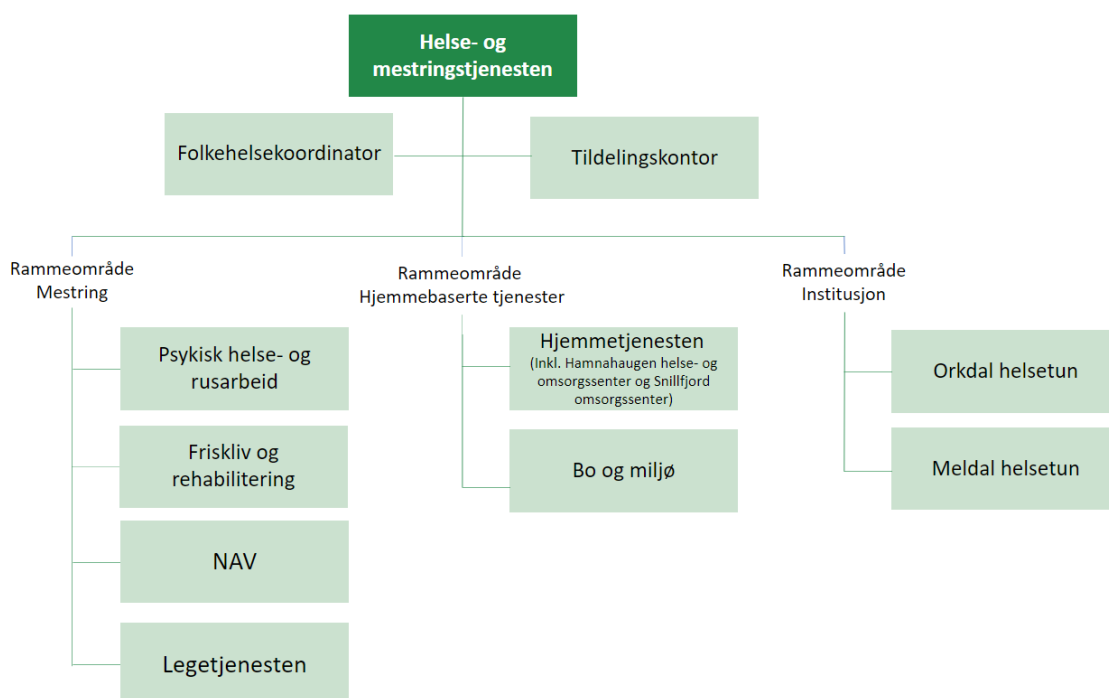 Helse- og
mestringstjenesten
Folkehelsekoordinator
Tildelingskontor
Rammeområde
Mestring
Psykisk helse- og
rusarbeid
Friskliv og
rehabilitering
NAV
Legetjenesten
Rammeområde
Hjemmebaserte tjenester
Hjemmetjenesten
(Inkl. Hamnahaugen helse- og
omsorgssenter og Snillfjord
omsorgssenter)
Bo og miljø
Rammeområde
Institusjon
Orkdal helsetun
Meldal helsetun